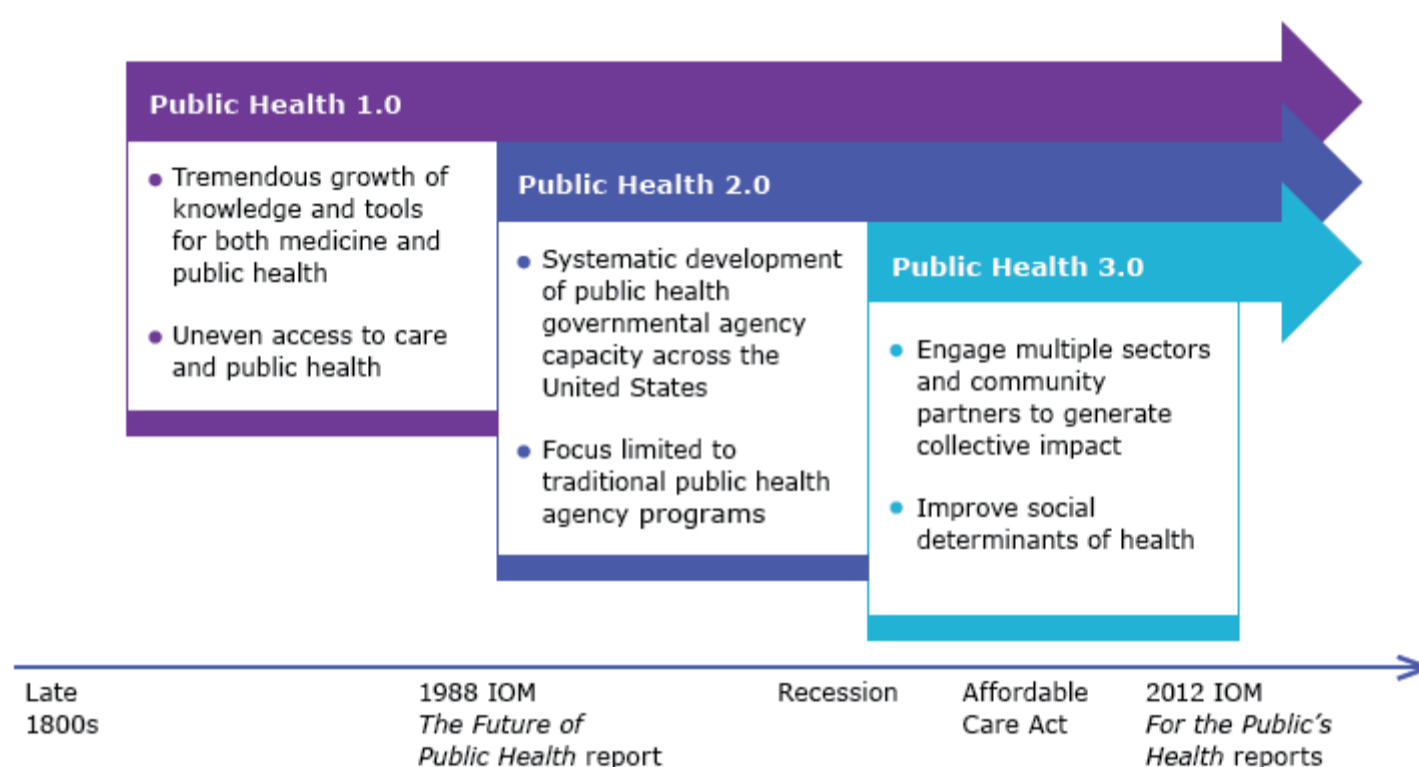 Public Health 1.0
● Tremendous growth of
knowledge and tools
for both medicine and
public health
● Uneven access to care
and public health
Public Health 2.0
● Systematic development
of public health
governmental agency
capacity across the
United States
● Focus limited to
traditional public health
agency programs
Public Health 3.0
● Engage multiple sectors
and community
partners to generate
collective impact
● Improve social
determinants of health
Late
1800s
1988 IOM
The Future of
Public Health report
Recession
Affordable
Care Act
2012 IOM
For the Public’s
Health reports